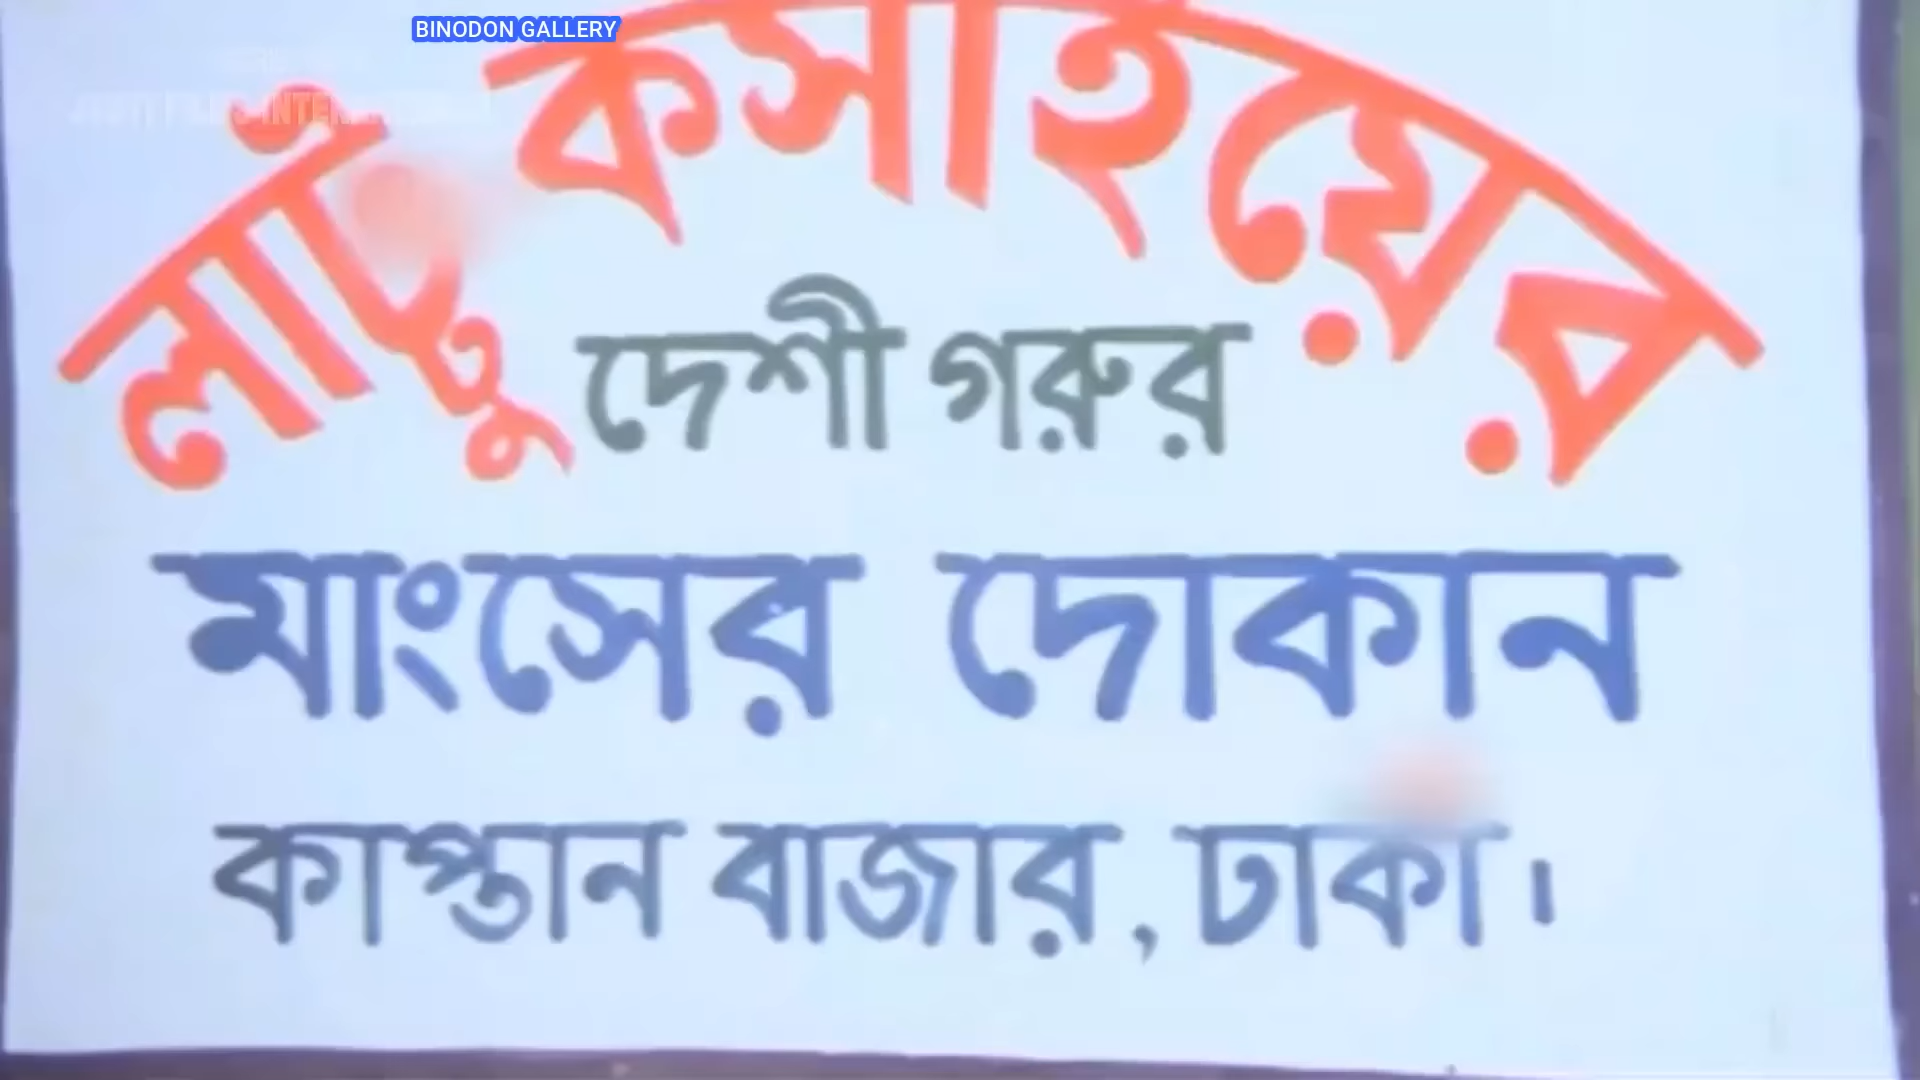 BINODON GALLERY
লাট্টু কসাইয়ের
দেশী গরুর
মাংসের দোকান
কাপ্তান বাজার, ঢাকা।